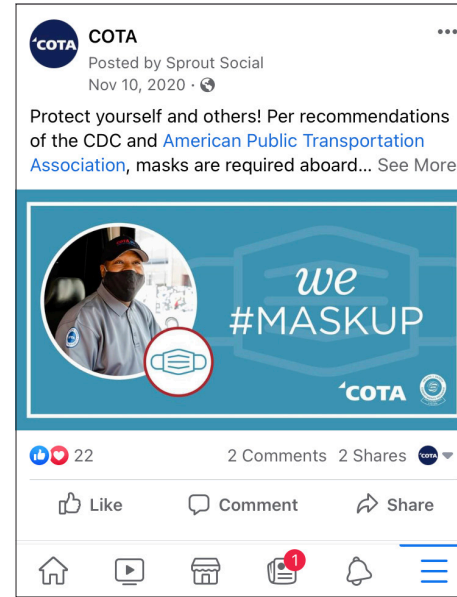 COTA
COTA
Posted by Sprout Social
Nov 10, 2020 ·
Protect yourself and others! Per recommendations
of the CDC and American Public Transportation
Association, masks are required aboard... See More
we
#MASKUP
COTA
22
2 Comments 2 Shares
COTA
Like
Comment
Share
1